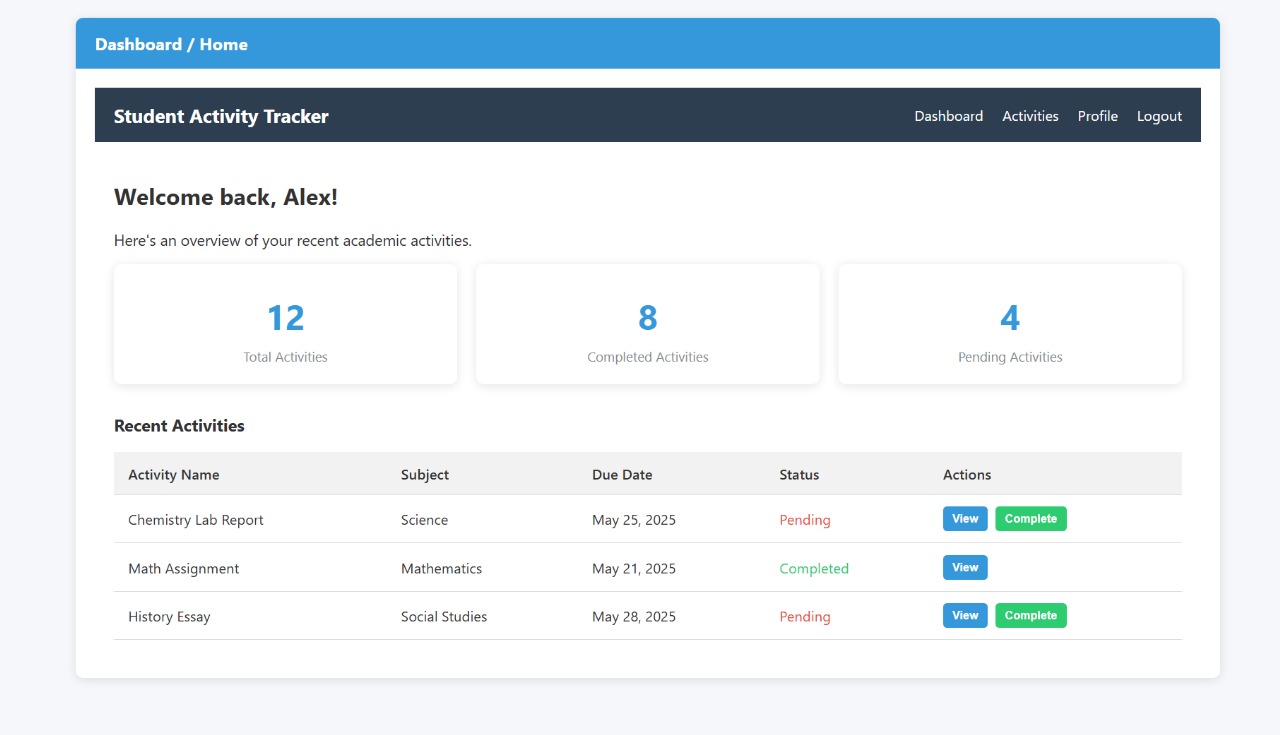 Dashboard / Home
Student Activity Tracker Dashboard Activities Profile Logout
Welcome back, Alex!
Here's an overview of your recent academic activities.
12 8 4
Total Activities Completed Activities Pending Activities
Recent Activities
Activity Name Subject Due Date Status Actions
Chemistry Lab Report Science May 25, 2025 Pending View Complete
Math Assignment Mathematics May 21, 2025 Completed View
History Essay Social Studies May 28, 2025 Pending View Complete